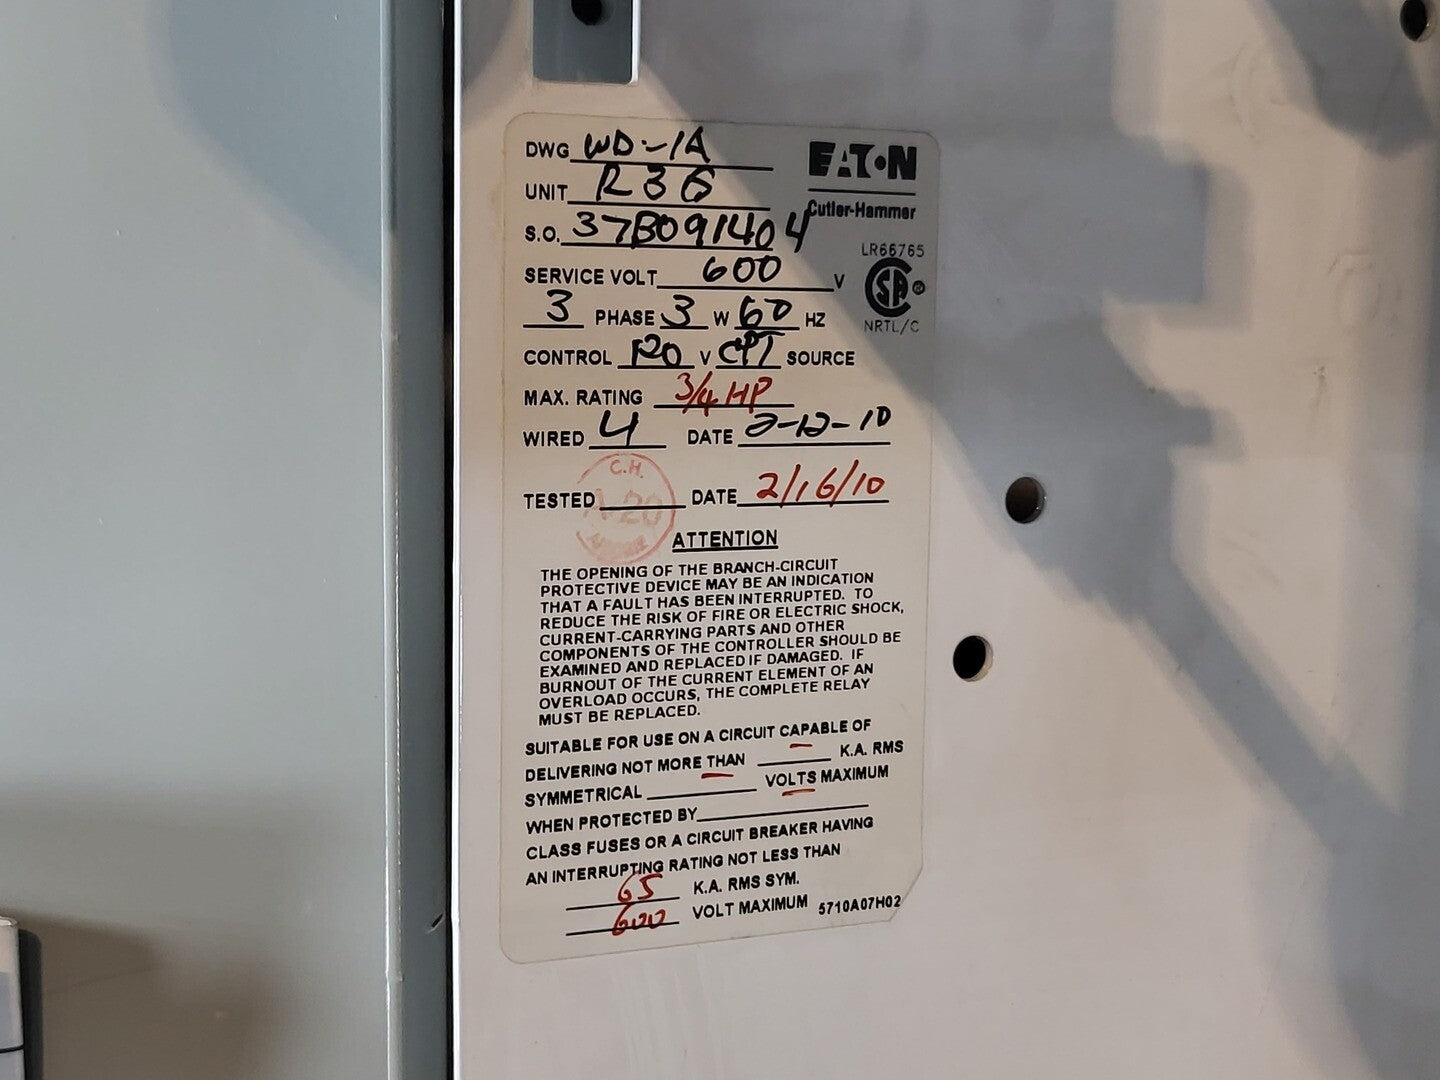 DWG WD-1A
EATON
UNIT R3G
Cutler-Hammer
S.O. 37B091404
LR66765
SERVICE VOLT 600 V
SA ®
3 PHASE 3 W 60 HZ
NRTL/C
CONTROL 120 V CPT SOURCE
MAX. RATING 3/4 HP
WIRED 4 DATE 2-12-10
C.H.
TESTED 20 DATE 2/16/10
ATTENTION
THE OPENING OF THE BRANCH-CIRCUIT
PROTECTIVE DEVICE MAY BE AN INDICATION
THAT A FAULT HAS BEEN INTERRUPTED. TO
REDUCE THE RISK OF FIRE OR ELECTRIC SHOCK,
CURRENT-CARRYING PARTS AND OTHER
COMPONENTS OF THE CONTROLLER SHOULD BE
EXAMINED AND REPLACED IF DAMAGED. IF
BURNOUT OF THE CURRENT ELEMENT OF AN
OVERLOAD OCCURS, THE COMPLETE RELAY
MUST BE REPLACED.
SUITABLE FOR USE ON A CIRCUIT CAPABLE OF
DELIVERING NOT MORE THAN K.A. RMS
SYMMETRICAL VOLTS MAXIMUM
WHEN PROTECTED BY
CLASS FUSES OR A CIRCUIT BREAKER HAVING
AN INTERRUPTING RATING NOT LESS THAN
65 K.A. RMS SYM.
600 VOLT MAXIMUM 5710A07H02